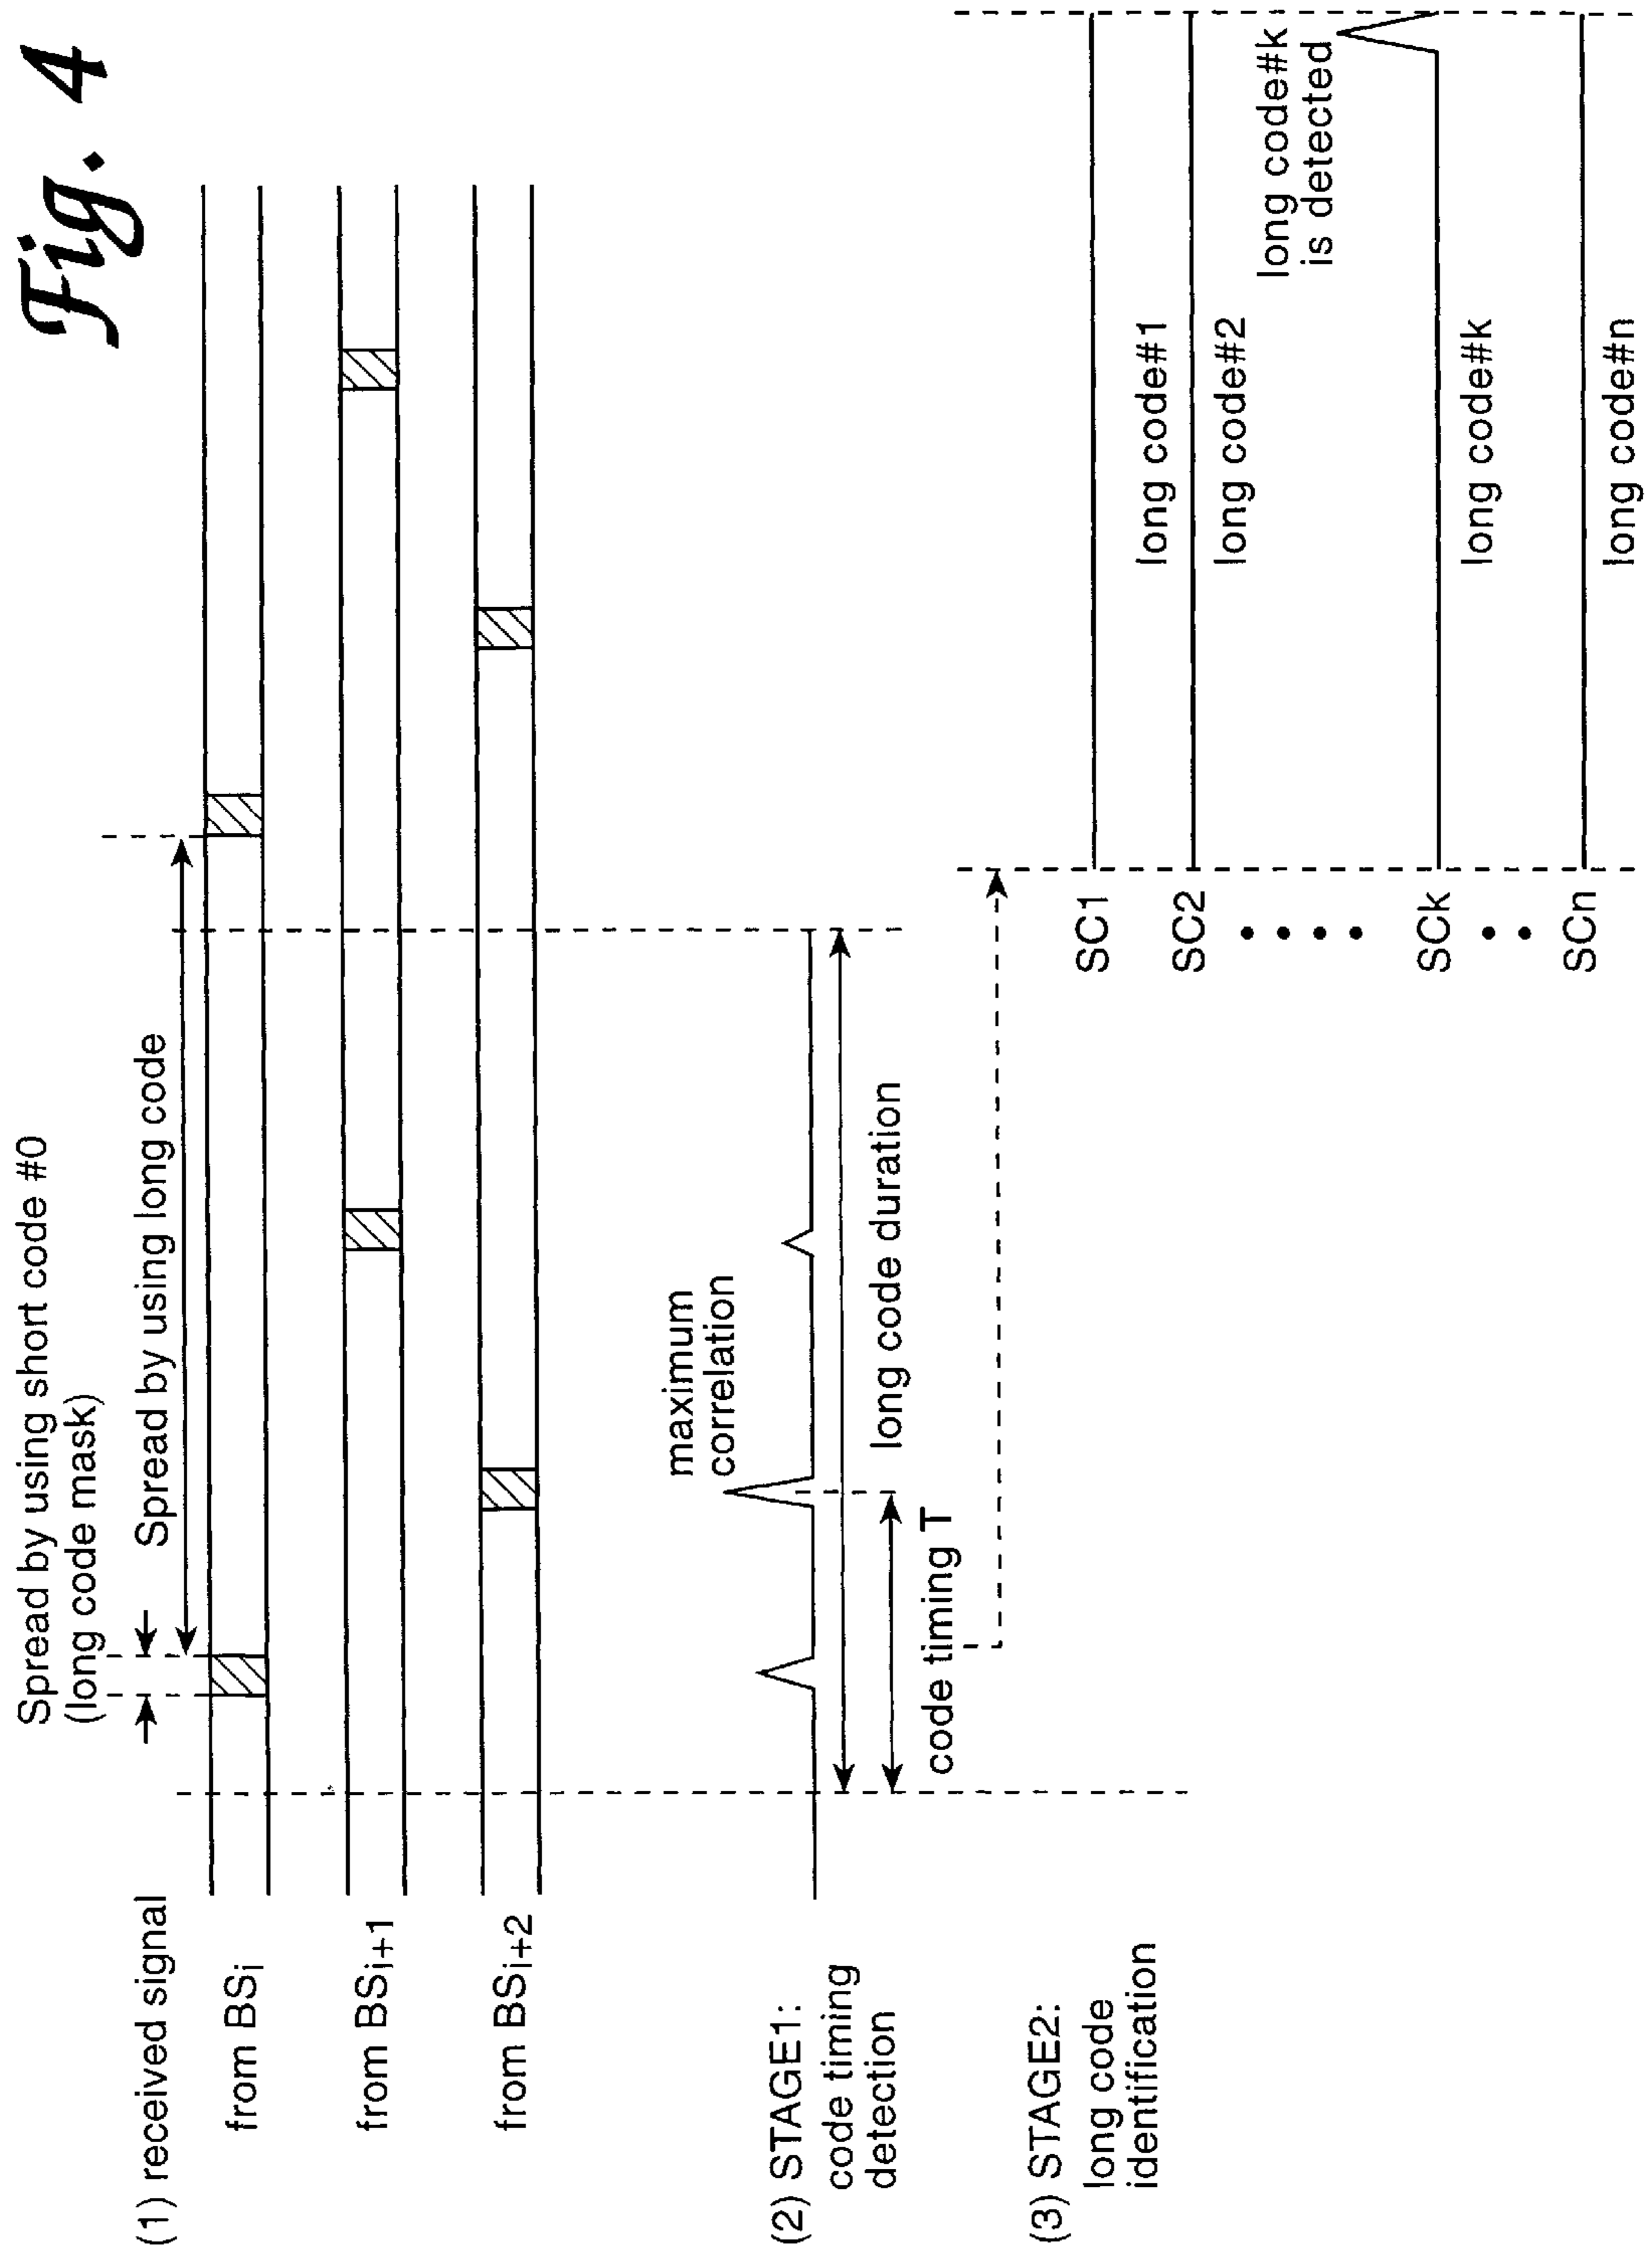 Fig. 4
Spread by using short code #0
(long code mask)
Spread by using long code
(1) received signal
from BSi
from BSi+1
from BSi+2
maximum
correlation
(2) STAGE1:
code timing
detection
long code duration
code timing T
(3) STAGE2:
long code
identification
SC1
long code#1
SC2
long code#2
long code#k
is detected
SCk
long code#k
SCn
long code#n